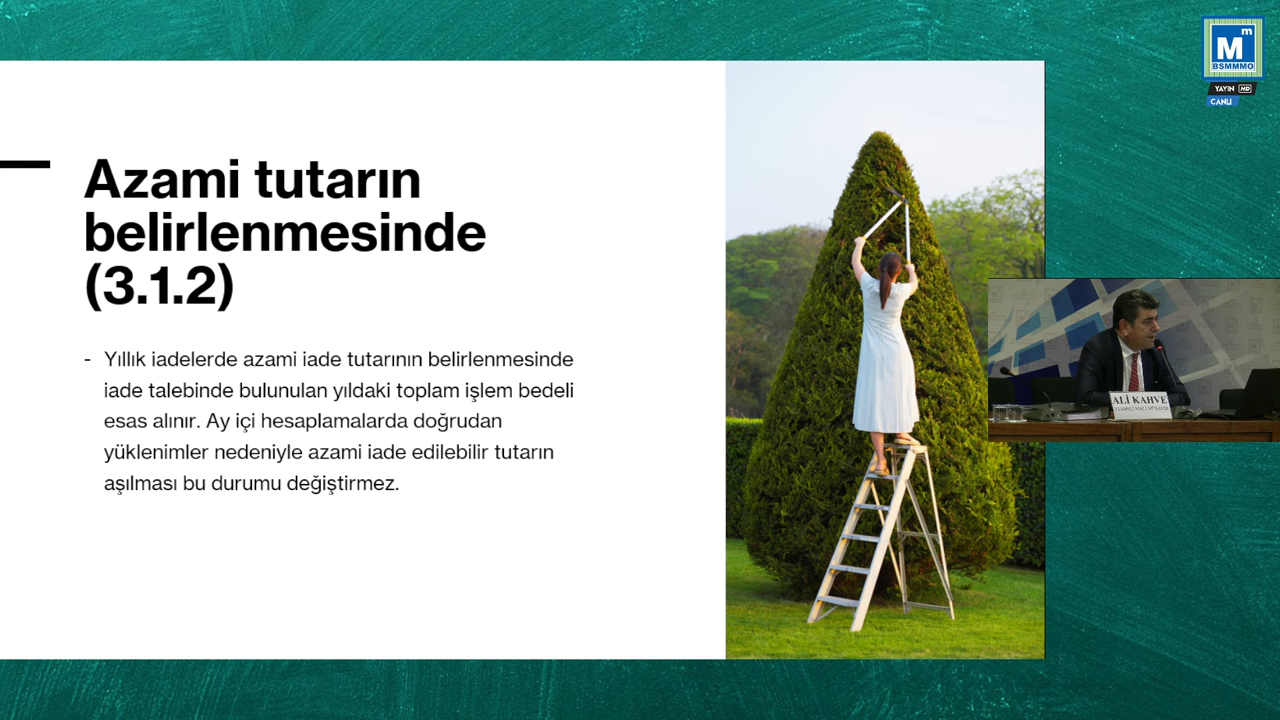 m
M
BSMMMO
YAYIN HD
CANLI
Azami tutarın
belirlenmesinde
(3.1.2)
- Yıllık iadelerde azami iade tutarının belirlenmesinde
iade talebinde bulunulan yıldaki toplam işlem bedeli
esas alınır. Ay içi hesaplamalarda doğrudan
yüklenimler nedeniyle azami iade edilebilir tutarın
aşılması bu durumu değiştirmez.
ALİ KAHVE